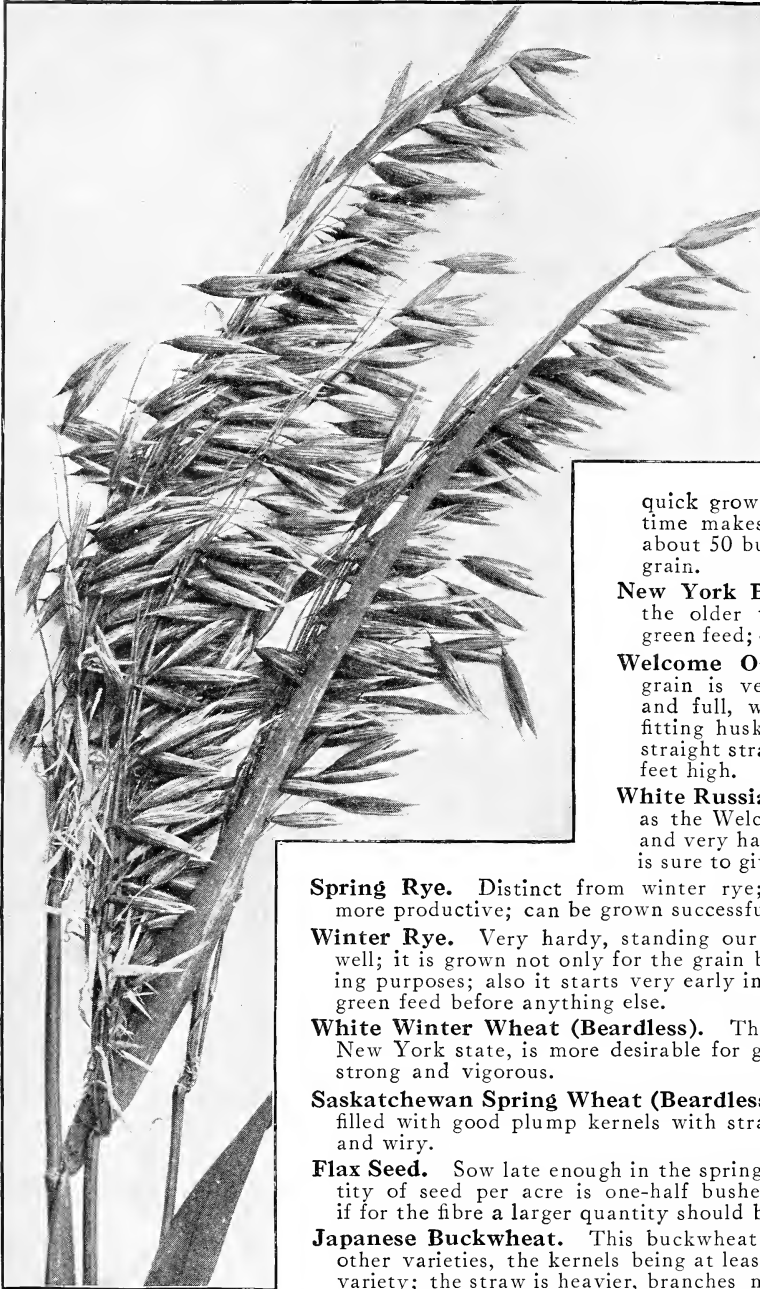 quick grow
time makes
about 50 bu
grain.
New York B
the older
green feed;
Welcome O
grain is ve
and full, w
fitting husk
straight stra
feet high.
White Russia
as the Welc
and very ha
is sure to gi
Spring Rye. Distinct from winter rye;
more productive; can be grown successfu
Winter Rye. Very hardy, standing our
well; it is grown not only for the grain b
ing purposes; also it starts very early in
green feed before anything else.
White Winter Wheat (Beardless). Th
New York state, is more desirable for g
strong and vigorous.
Saskatchewan Spring Wheat (Beardless
filled with good plump kernels with stra
and wiry.
Flax Seed. Sow late enough in the spring
tity of seed per acre is one-half bushe
if for the fibre a larger quantity should b
Japanese Buckwheat. This buckwheat
other varieties, the kernels being at leas
variety; the straw is heavier, branches